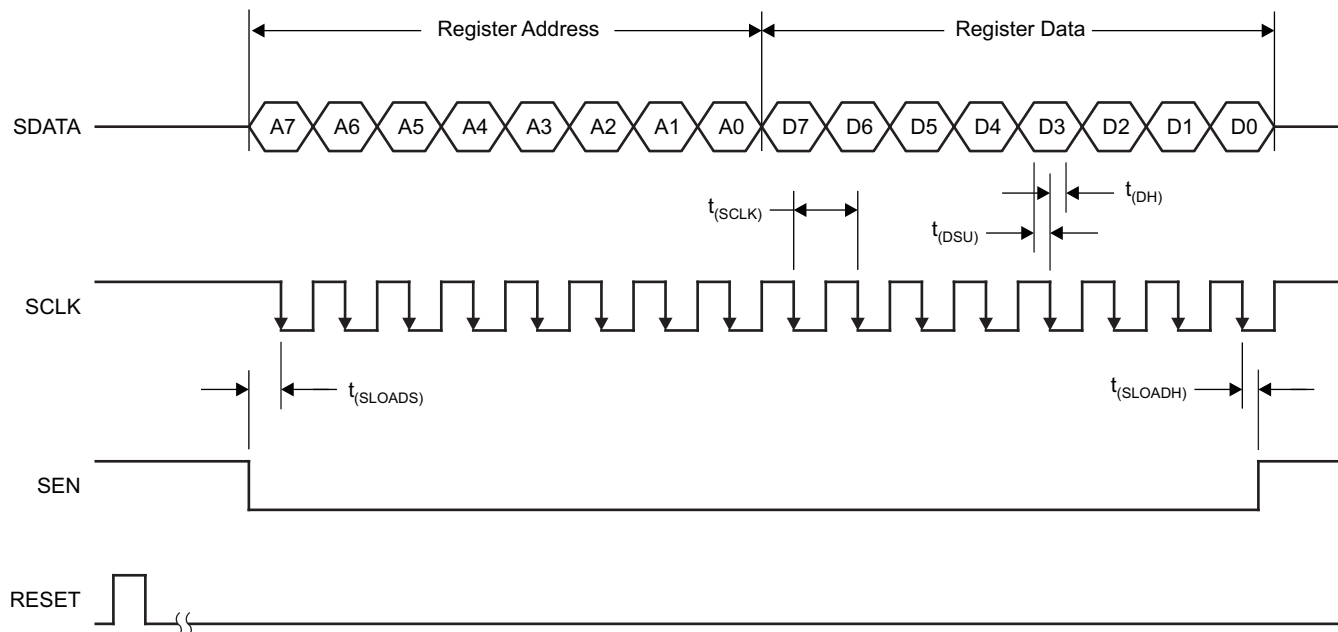 Register Address Register Data
SDATA A7 A6 A5 A4 A3 A2 A1 A0 D7 D6 D5 D4 D3 D2 D1 D0
t(SCLK) t(DH)
t(DSU)
SCLK
t(SLOADS) t(SLOADH)
SEN
RESET